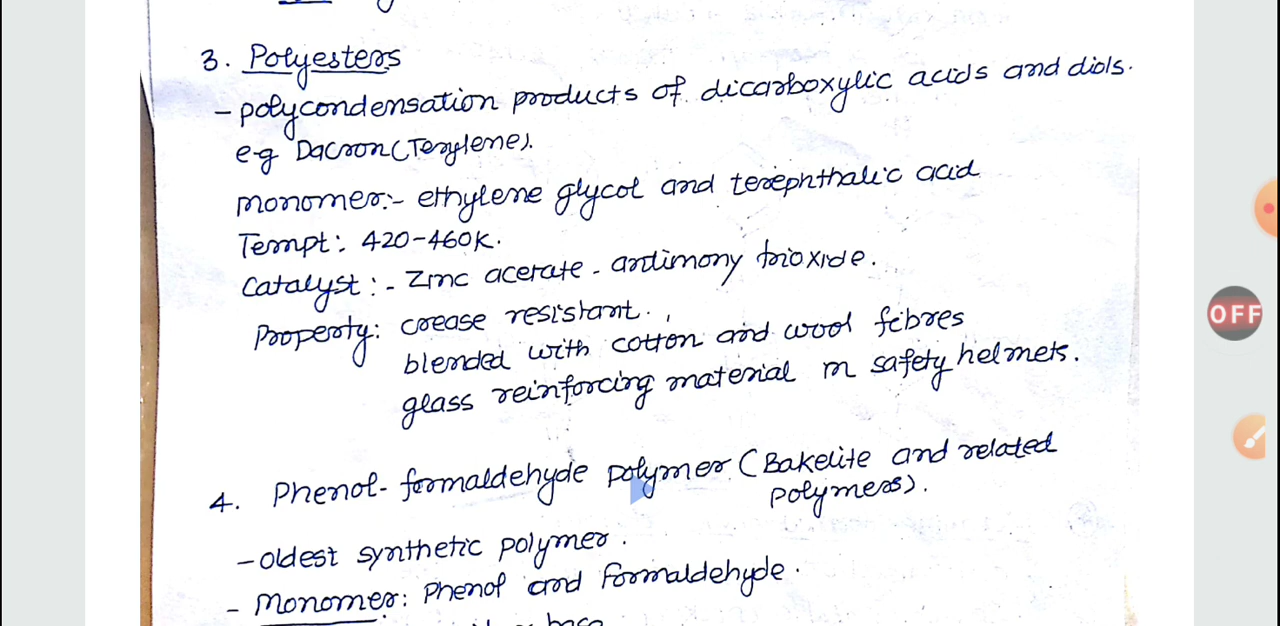 3. Polyesters
- polycondensation products of dicarboxylic acids and diols.
e-g Dacron (Terylene).
monomer:- ethylene glycol and terephthalic acid
Tempt: 420-460K.
Catalyst :- Zinc acetate - antimony trioxide.
Property: crease resistant.
blended with cotton and wool fibres
glass reinforcing material in safety helmets.
OFF
4. Phenol-formaldehyde polymer (Bakelite and related
polymers).
- oldest synthetic polymer.
- Monomer: Phenol and Formaldehyde.